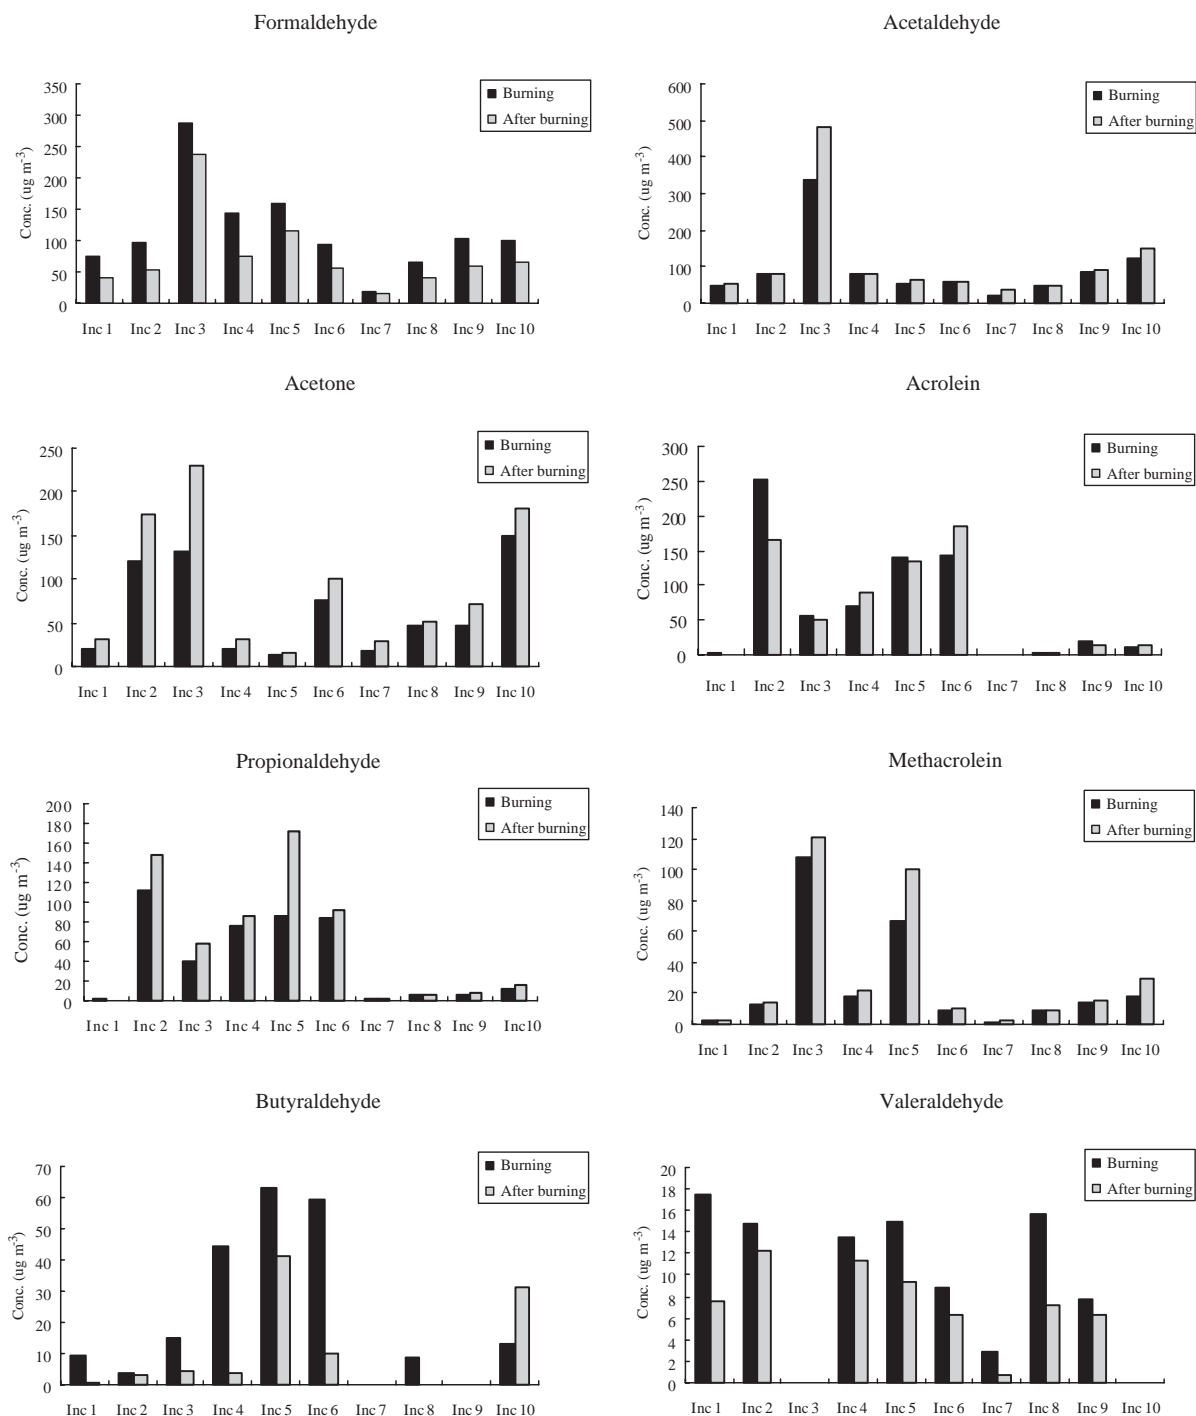 Formaldehyde
350
300
250
200
150
100
50
0
Conc. (ug m-3)
Burning
After burning
Inc 1 Inc 2 Inc 3 Inc 4 Inc 5 Inc 6 Inc 7 Inc 8 Inc 9 Inc 10
Acetaldehyde
600
500
400
300
200
100
0
Conc. (ug m-3)
Burning
After burning
Inc 1 Inc 2 Inc 3 Inc 4 Inc 5 Inc 6 Inc 7 Inc 8 Inc 9 Inc 10
Acetone
250
200
150
100
50
0
Conc. (ug m-3)
Burning
After burning
Inc 1 Inc 2 Inc 3 Inc 4 Inc 5 Inc 6 Inc 7 Inc 8 Inc 9 Inc 10
Acrolein
300
250
200
150
100
50
0
Conc. (ug m-3)
Burning
After burning
Inc 1 Inc 2 Inc 3 Inc 4 Inc 5 Inc 6 Inc 7 Inc 8 Inc 9 Inc 10
Propionaldehyde
200
180
160
140
120
100
80
60
40
20
0
Conc. (ug m-3)
Burning
After burning
Inc 1 Inc 2 Inc 3 Inc 4 Inc 5 Inc 6 Inc 7 Inc 8 Inc 9 Inc10
Methacrolein
140
120
100
80
60
40
20
0
Conc. (ug m-3)
Burning
After burning
Inc 1 Inc 2 Inc 3 Inc 4 Inc 5 Inc 6 Inc 7 Inc 8 Inc 9 Inc 10
Butyraldehyde
70
60
50
40
30
20
10
0
Conc. (ug m-3)
Burning
After burning
Inc 1 Inc 2 Inc 3 Inc 4 Inc 5 Inc 6 Inc 7 Inc 8 Inc 9 Inc 10
Valeraldehyde
20
18
16
14
12
10
8
6
4
2
0
Conc. (ug m-3)
Burning
After burning
Inc 1 Inc 2 Inc 3 Inc 4 Inc 5 Inc 6 Inc 7 Inc 8 Inc 9 Inc 10